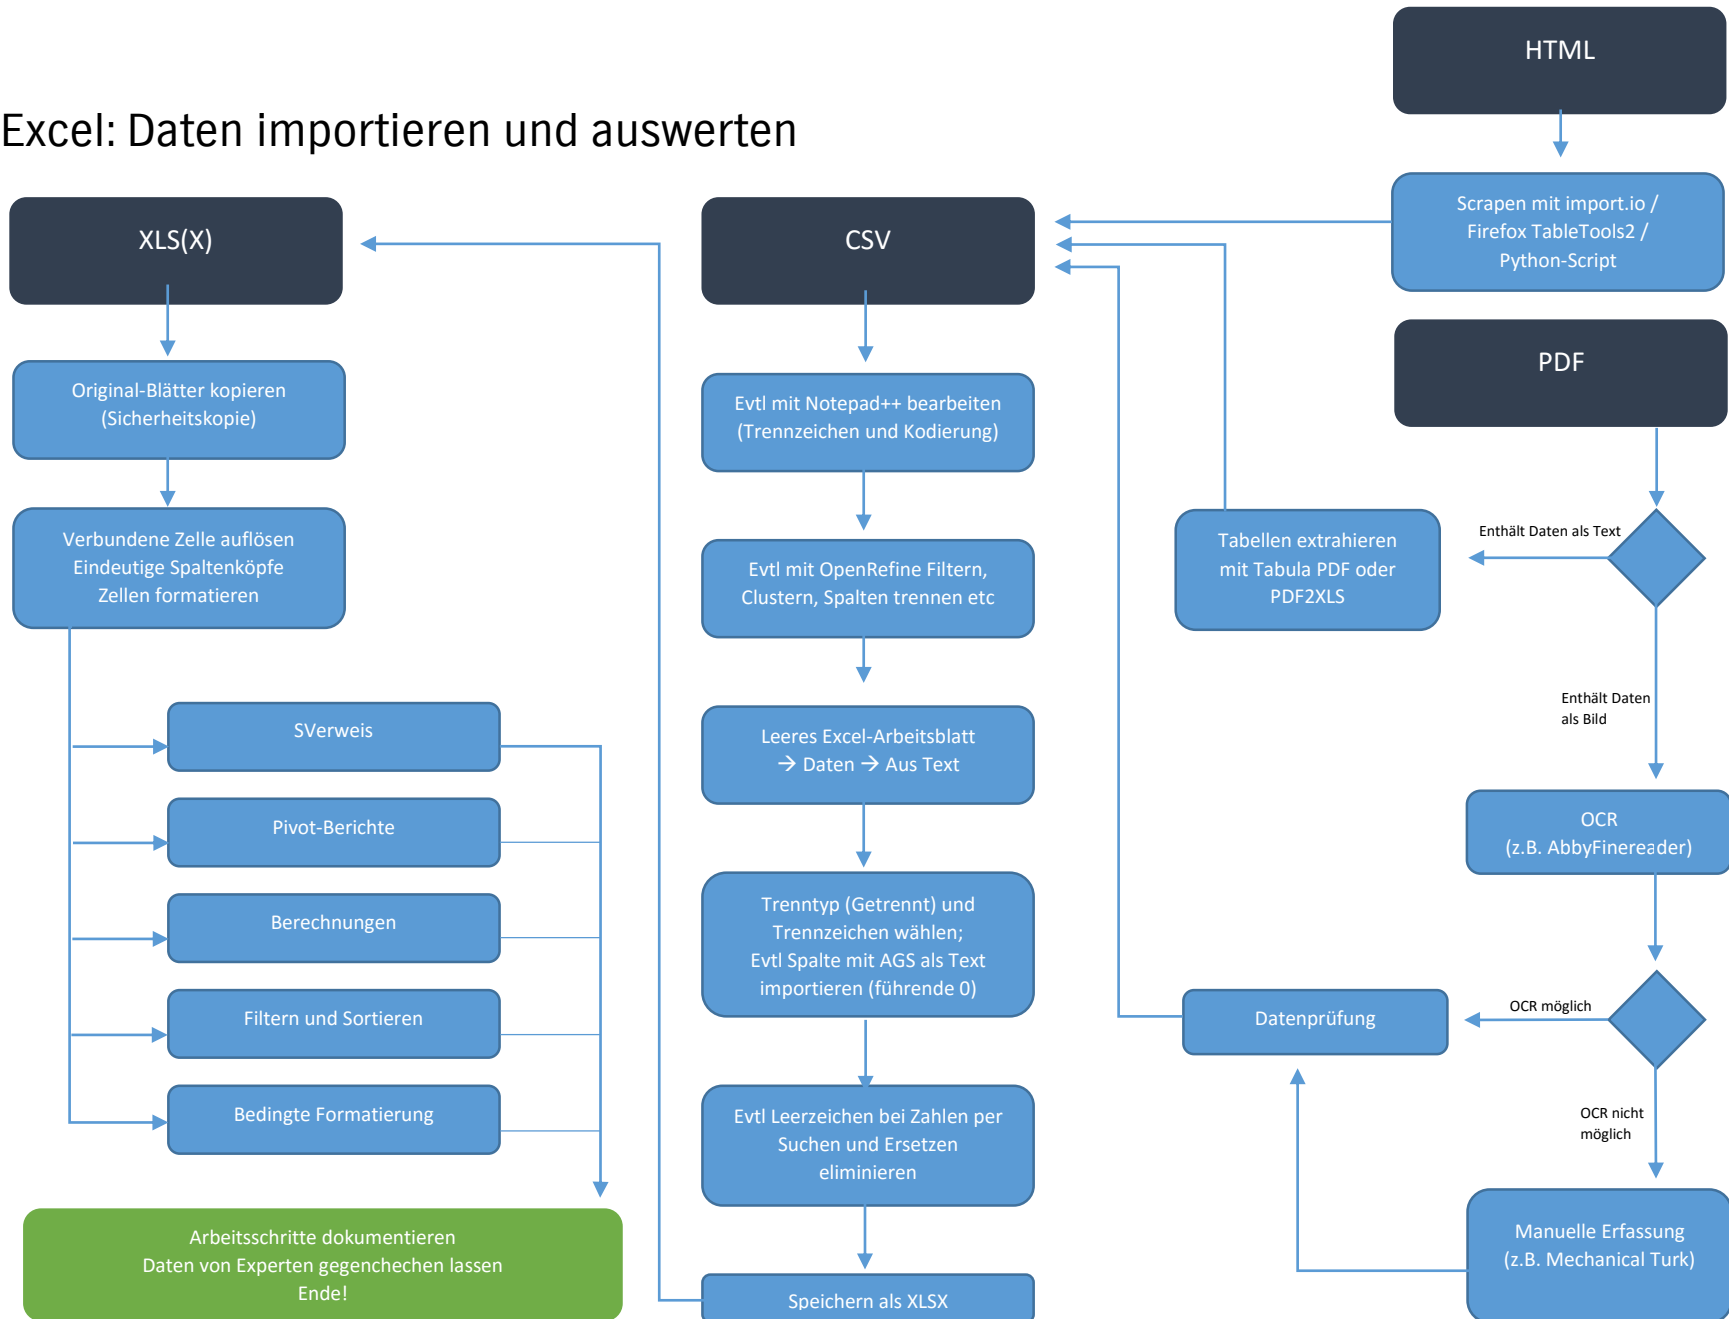 Excel: Daten importieren und auswerten
XLS(X)
Original-Blätter kopieren
(Sicherheitskopie)
Verbundene Zelle auflösen
Eindeutige Spaltenköpfe
Zellen formatieren
SVerweis
Pivot-Berichte
Berechnungen
Filtern und Sortieren
Bedingte Formatierung
Arbeitsschritte dokumentieren
Daten von Experten gegenchechen lassen
Ende!
CSV
Evtl mit Notepad++ bearbeiten
(Trennzeichen und Kodierung)
Evtl mit OpenRefine Filtern,
Clustern, Spalten trennen etc
Leeres Excel-Arbeitsblatt
→ Daten → Aus Text
Trenntyp (Getrennt) und
Trennzeichen wählen;
Evtl Spalte mit AGS als Text
importieren (führende 0)
Evtl Leerzeichen bei Zahlen per
Suchen und Ersetzen
eliminieren
Speichern als XLSX
HTML
Scrapen mit import.io /
Firefox TableTools2 /
Python-Script
PDF
Enthält Daten als Text
Tabellen extrahieren
mit Tabula PDF oder
PDF2XLS
Enthält Daten
als Bild
OCR
(z.B. AbbyFinereader)
OCR möglich
Datenprüfung
OCR nicht
möglich
Manuelle Erfassung
(z.B. Mechanical Turk)